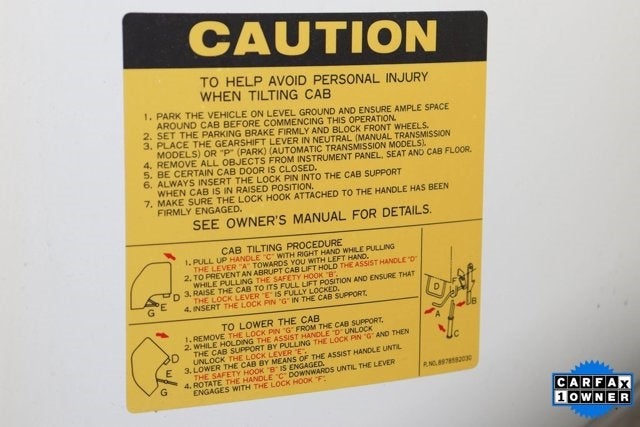 CAUTION
TO HELP AVOID PERSONAL INJURY
WHEN TILTING CAB
1. PARK THE VEHICLE ON LEVEL GROUND AND ENSURE AMPLE SPACE
AROUND CAB BEFORE COMMENCING THIS OPERATION.
2. SET THE PARKING BRAKE FIRMLY AND BLOCK FRONT WHEELS.
3. PLACE THE GEARSHIFT LEVER IN NEUTRAL (MANUAL TRANSMISSION
MODELS) OR "P" (PARK) (AUTOMATIC TRANSMISSION MODELS).
4. REMOVE ALL OBJECTS FROM INSTRUMENT PANEL, SEAT AND CAB FLOOR.
5. BE CERTAIN CAB DOOR IS CLOSED.
6. ALWAYS INSERT THE LOCK PIN INTO THE CAB SUPPORT
WHEN CAB IS IN RAISED POSITION.
7. MAKE SURE THE LOCK HOOK ATTACHED TO THE HANDLE HAS BEEN
FIRMLY ENGAGED.
SEE OWNER'S MANUAL FOR DETAILS.
CAB TILTING PROCEDURE
1. PULL UP HANDLE "C" WITH RIGHT HAND WHILE PULLING
THE LEVER "A" TOWARDS YOU WITH LEFT HAND.
2. TO PREVENT AN ABRUPT CAB LIFT HOLD THE ASSIST HANDLE "D"
WHILE PULLING THE SAFETY HOOK "B".
3. RAISE THE CAB TO ITS FULL LIFT POSITION AND ENSURE THAT
THE LOCK LEVER "E" IS FULLY LOCKED.
4. INSERT THE LOCK PIN "G" IN THE CAB SUPPORT.
D
E
G
TO LOWER THE CAB
1. REMOVE THE LOCK PIN "G" FROM THE CAB SUPPORT.
2. WHILE HOLDING THE ASSIST HANDLE "D" UNLOCK
THE CAB SUPPORT BY PULLING THE LOCK PIN "G" AND THEN
UNLOCK THE LOCK LEVER "E".
3. LOWER THE CAB BY MEANS OF THE ASSIST HANDLE UNTIL
THE SAFETY HOOK "B" IS ENGAGED.
4. ROTATE THE HANDLE "C" DOWNWARDS UNTIL THE LEVER
ENGAGES WITH THE LOCK HOOK "F".
D
E
G
F
A
B
C
P. NO. 8978592030
CARFAX
1 OWNER